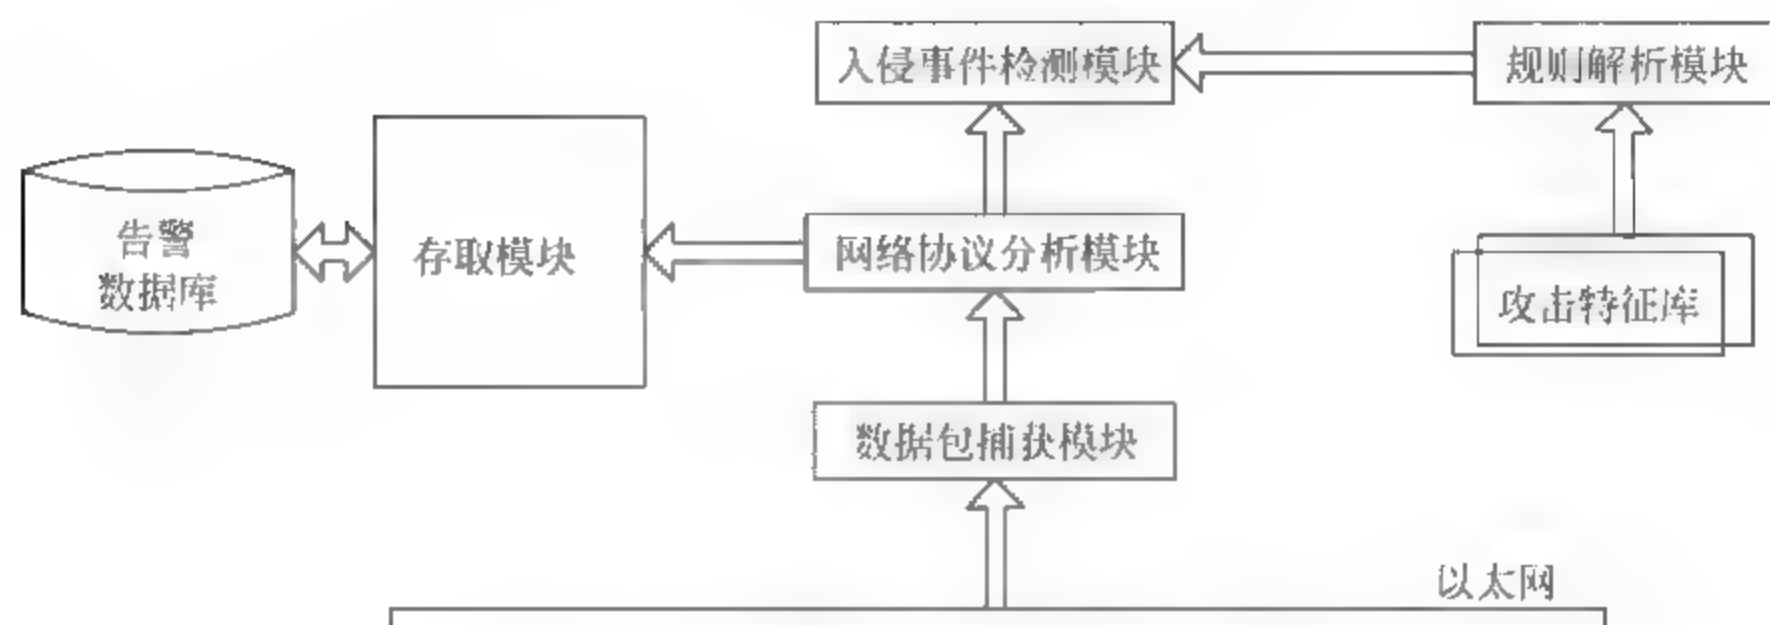 入侵事件检测模块
规则解析模块
告警
数据库
存取模块
网络协议分析模块
攻击特征库
数据包捕获模块
以太网